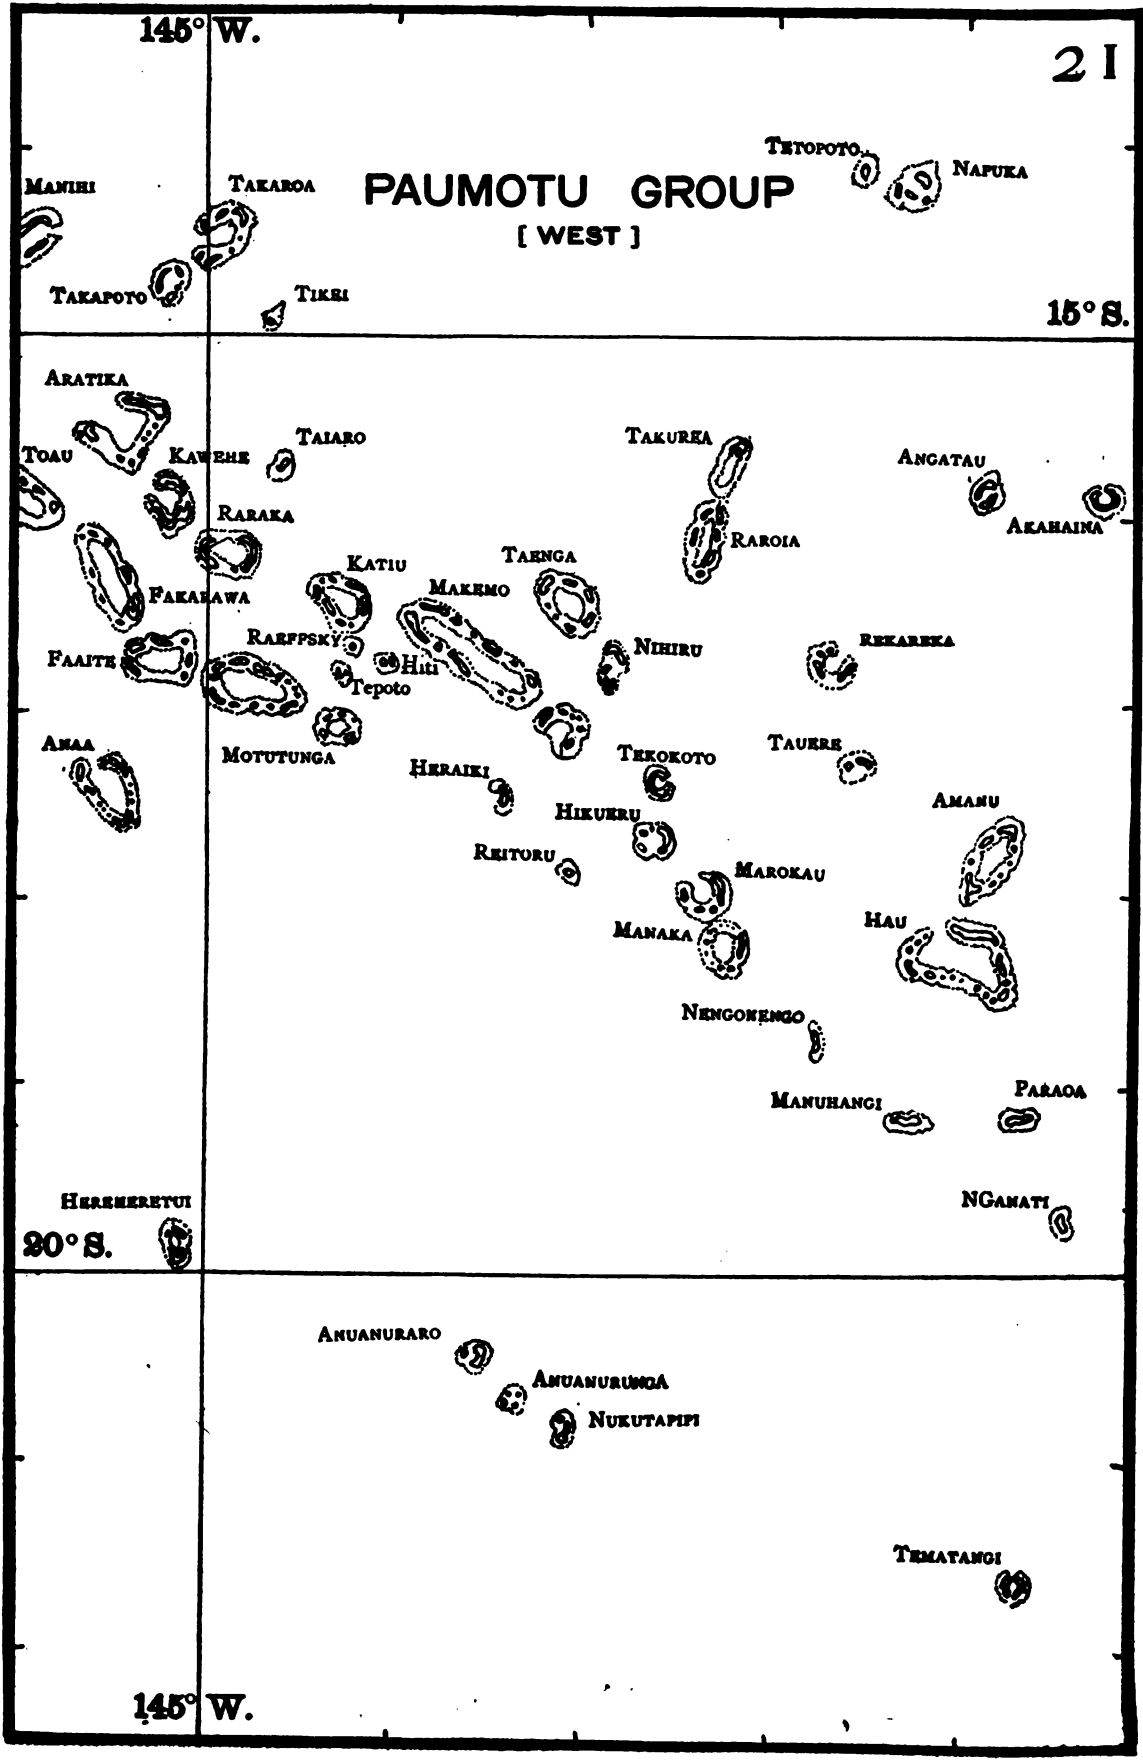 145° W.
21
TETOPOTO
NAPUKA
MANIHI
TAKAROA
PAUMOTU GROUP
[ WEST ]
TAKAPOTO
TIKEI
15° S.
ARATIKA
TOAU
KAWEHE
TAIARO
TAKUREA
ANGATAU
AKAHAINA
RARAKA
RAROIA
KATIU
TAENGA
MAKEMO
FAKARAWA
RAEFFSKY
Hiti
NIHIRU
REKAREKA
FAAITE
Tepoto
ANAA
MOTUTUNGA
HERAIKI
TEKOKOTO
TAUERE
HIKUERU
AMANU
REITORU
MAROKAU
MANAKA
HAU
NENGONENGO
MANUHANGI
PARAOA
HEREHERETUI
NGANATI
20° S.
ANUANURARO
ANUANURUNGA
NUKUTAPIPI
TEMATANGI
145° W.